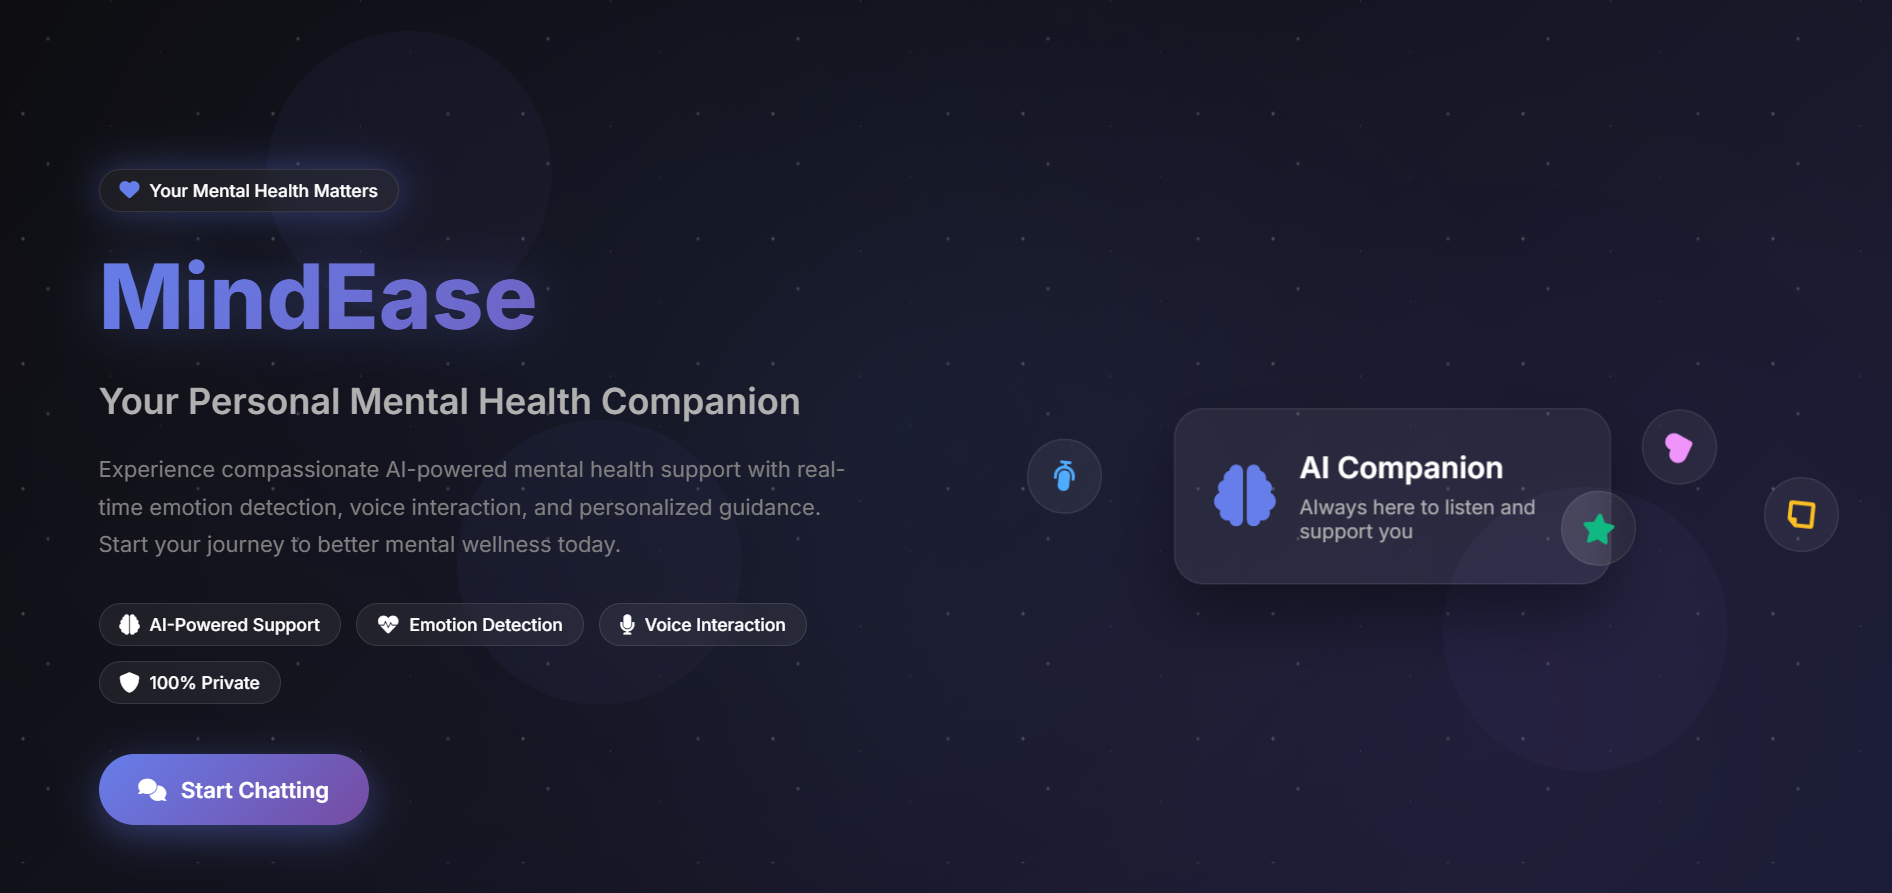 Your Mental Health Matters
MindEase
Your Personal Mental Health Companion
Experience compassionate AI-powered mental health support with real-
time emotion detection, voice interaction, and personalized guidance.
Start your journey to better mental wellness today.
AI-Powered Support
Emotion Detection
Voice Interaction
100% Private
Start Chatting
AI Companion
Always here to listen and
support you